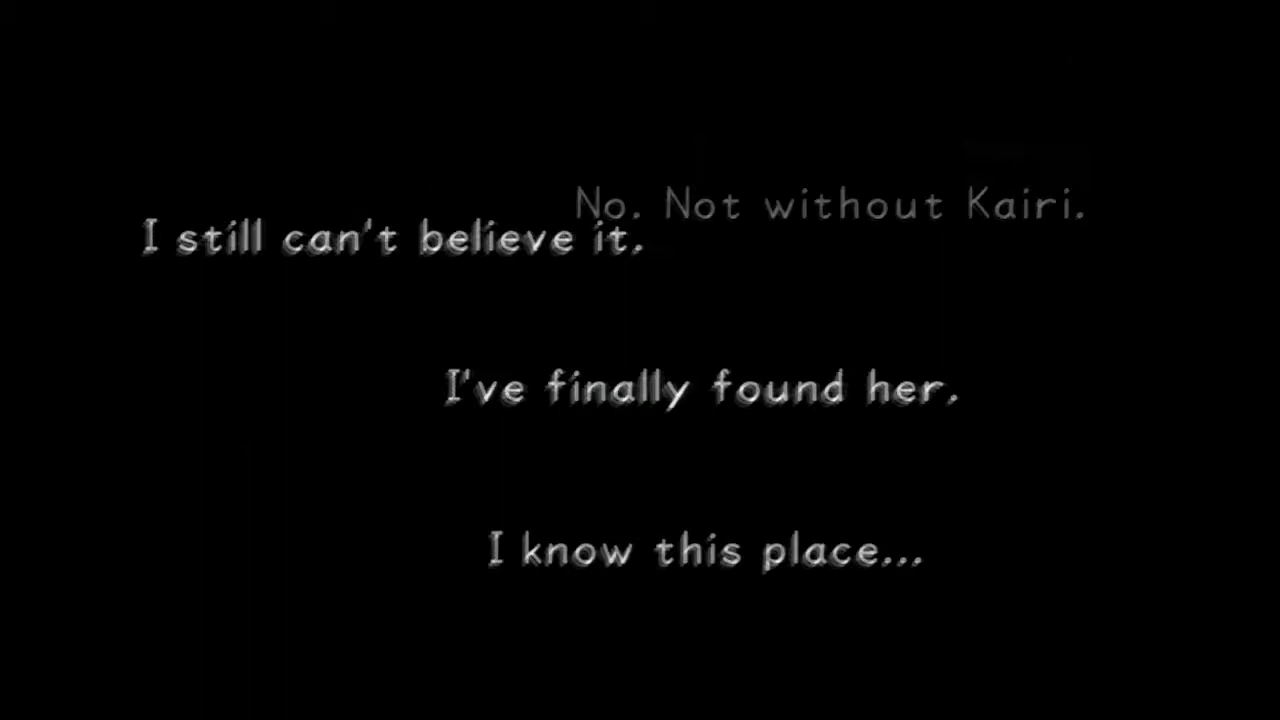 No. Not without Kairi.
I still can't believe it.
I've finally found her.
I know this place...